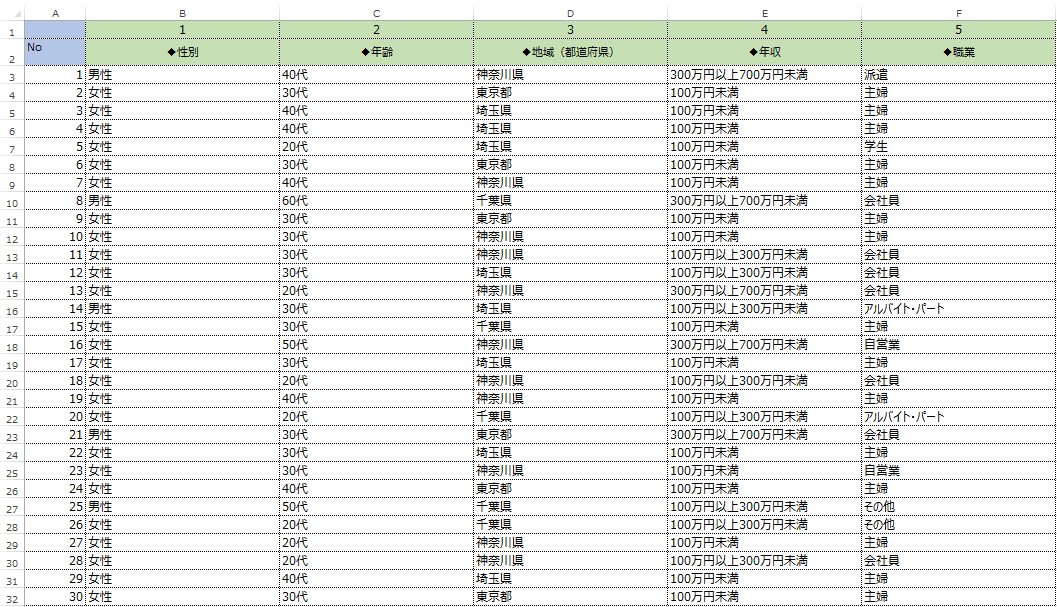 A B C D E F
1 1 2 3 4 5
2 No ◆性別 ◆年齢 ◆地域（都道府県） ◆年収 ◆職業
3 1 男性 40代 神奈川県 300万円以上700万円未満 派遣
4 2 女性 30代 東京都 100万円未満 主婦
5 3 女性 40代 埼玉県 100万円未満 主婦
6 4 女性 40代 埼玉県 100万円未満 主婦
7 5 女性 20代 埼玉県 100万円未満 学生
8 6 女性 30代 東京都 100万円未満 主婦
9 7 女性 40代 神奈川県 100万円未満 主婦
10 8 男性 60代 千葉県 300万円以上700万円未満 会社員
11 9 女性 30代 東京都 100万円未満 主婦
12 10 女性 30代 神奈川県 100万円未満 主婦
13 11 女性 30代 神奈川県 100万円以上300万円未満 会社員
14 12 女性 30代 埼玉県 100万円以上300万円未満 会社員
15 13 女性 20代 神奈川県 300万円以上700万円未満 会社員
16 14 男性 30代 埼玉県 100万円以上300万円未満 アルバイト・パート
17 15 女性 30代 千葉県 100万円未満 主婦
18 16 女性 50代 神奈川県 300万円以上700万円未満 自営業
19 17 女性 30代 埼玉県 100万円未満 主婦
20 18 女性 20代 神奈川県 100万円以上300万円未満 会社員
21 19 女性 40代 神奈川県 100万円未満 主婦
22 20 女性 20代 千葉県 100万円以上300万円未満 アルバイト・パート
23 21 男性 30代 東京都 300万円以上700万円未満 会社員
24 22 女性 30代 埼玉県 100万円未満 主婦
25 23 女性 30代 神奈川県 100万円未満 自営業
26 24 女性 40代 東京都 100万円未満 主婦
27 25 男性 50代 千葉県 100万円以上300万円未満 その他
28 26 女性 20代 千葉県 100万円以上300万円未満 その他
29 27 女性 20代 神奈川県 100万円未満 主婦
30 28 女性 20代 神奈川県 100万円以上300万円未満 会社員
31 29 女性 40代 埼玉県 100万円未満 主婦
32 30 女性 30代 東京都 100万円未満 主婦